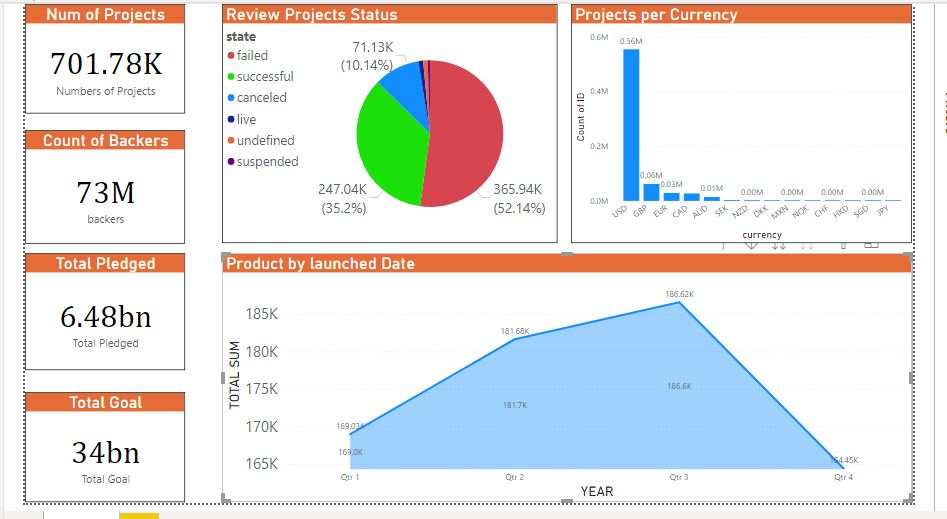 Num of Projects
701.78K
Numbers of Projects
Count of Backers
73M
backers
Total Pledged
6.48bn
Total Pledged
Total Goal
34bn
Total Goal
Review Projects Status
state
failed
successful
canceled
live
undefined
suspended
71.13K
(10.14%)
247.04K
(35.2%)
365.94K
(52.14%)
Projects per Currency
Count of ID
0.6M
0.4M
0.2M
0.0M
0.56M
0.06M
0.03M
0.01M
0.00M
0.00M
0.00M
0.00M
USD
GBP
EUR
CAD
AUD
SEK
NZD
DKK
MXN
NOK
CHF
HKD
SGD
JPY
currency
Product by launched Date
TOTAL SUM
185K
180K
175K
170K
165K
169.03K
169.0K
181.68K
181.7K
186.62K
186.6K
164.45K
Qtr 1
Qtr 2
Qtr 3
Qtr 4
YEAR